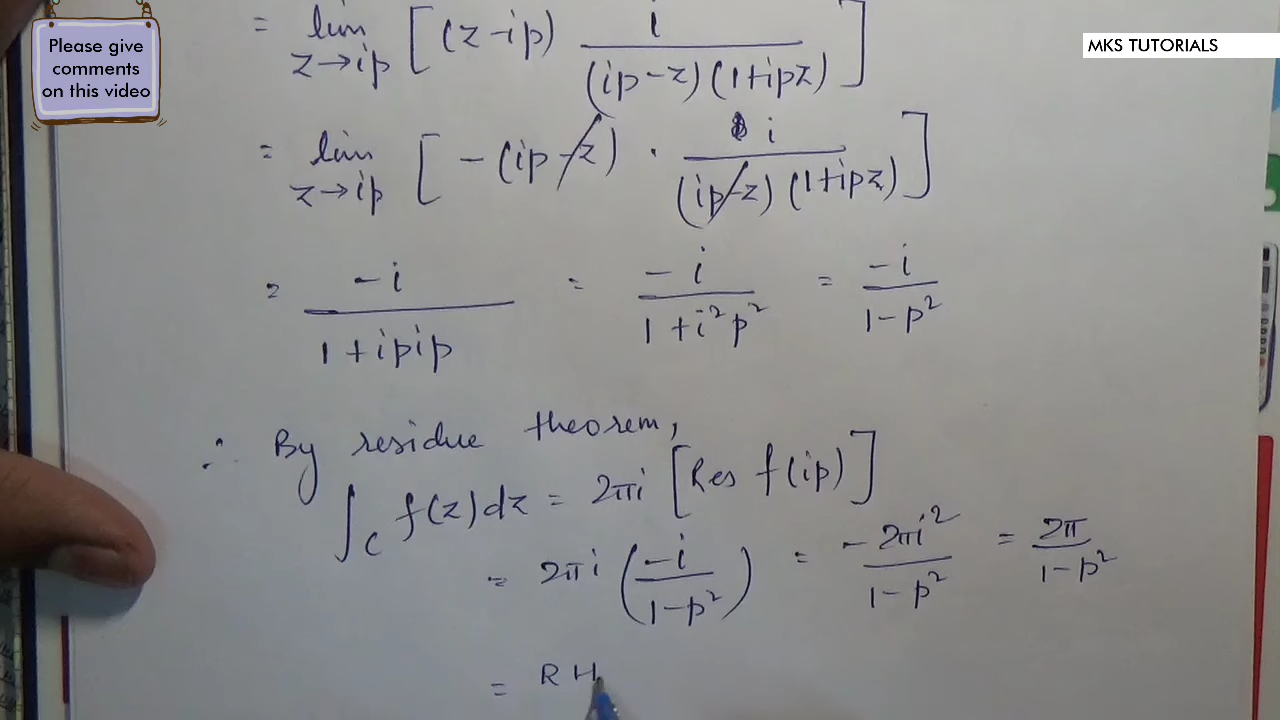 Please give
comments
on this video
MKS TUTORIALS
= lim z→ip [ (z-ip) i / (ip-z)(1+ipz) ]
= lim z→ip [ -(ip-z) · i / (ip-z)(1+ipz) ]
= -i / 1+ipip = -i / 1+i²p² = -i / 1-p²
∴ By residue theorem,
∫_C f(z)dz = 2πi [Res f(ip)]
= 2πi (-i / 1-p²) = -2πi² / 1-p² = 2π / 1-p²
= RH